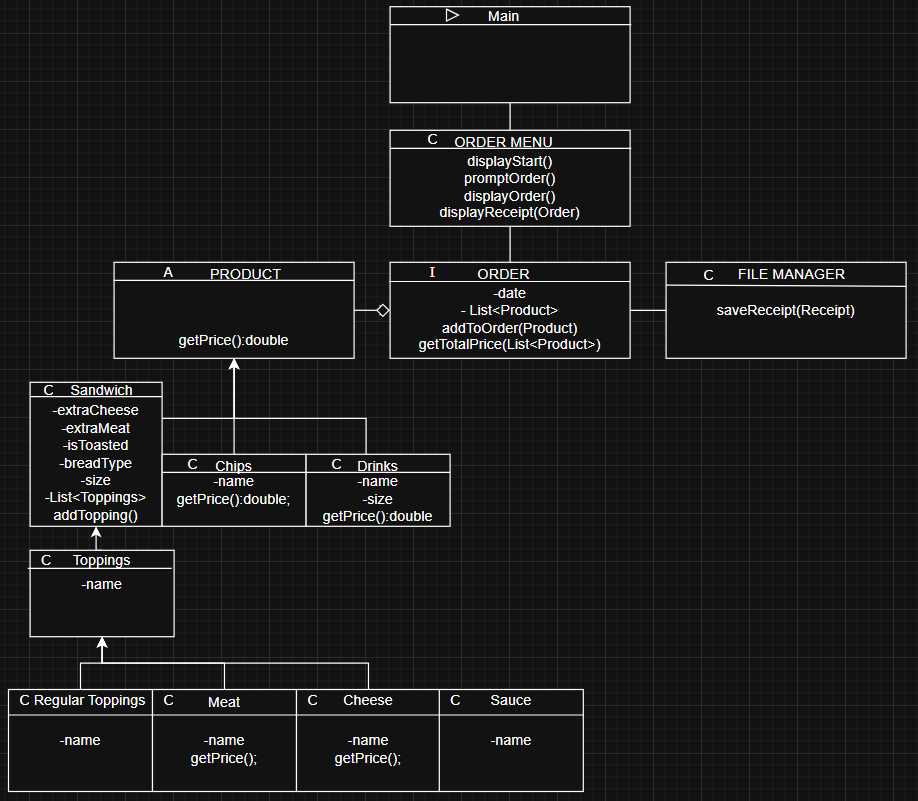 Main
C ORDER MENU
displayStart()
promptOrder()
displayOrder()
displayReceipt(Order)
A PRODUCT
getPrice():double
I ORDER
-date
- List<Product>
addToOrder(Product)
getTotalPrice(List<Product>)
C FILE MANAGER
saveReceipt(Receipt)
C Sandwich
-extraCheese
-extraMeat
-isToasted
-breadType
-size
-List<Toppings>
addTopping()
C Chips
-name
getPrice():double;
C Drinks
-name
-size
getPrice():double
C Toppings
-name
C Regular Toppings
-name
C Meat
-name
getPrice();
C Cheese
-name
getPrice();
C Sauce
-name